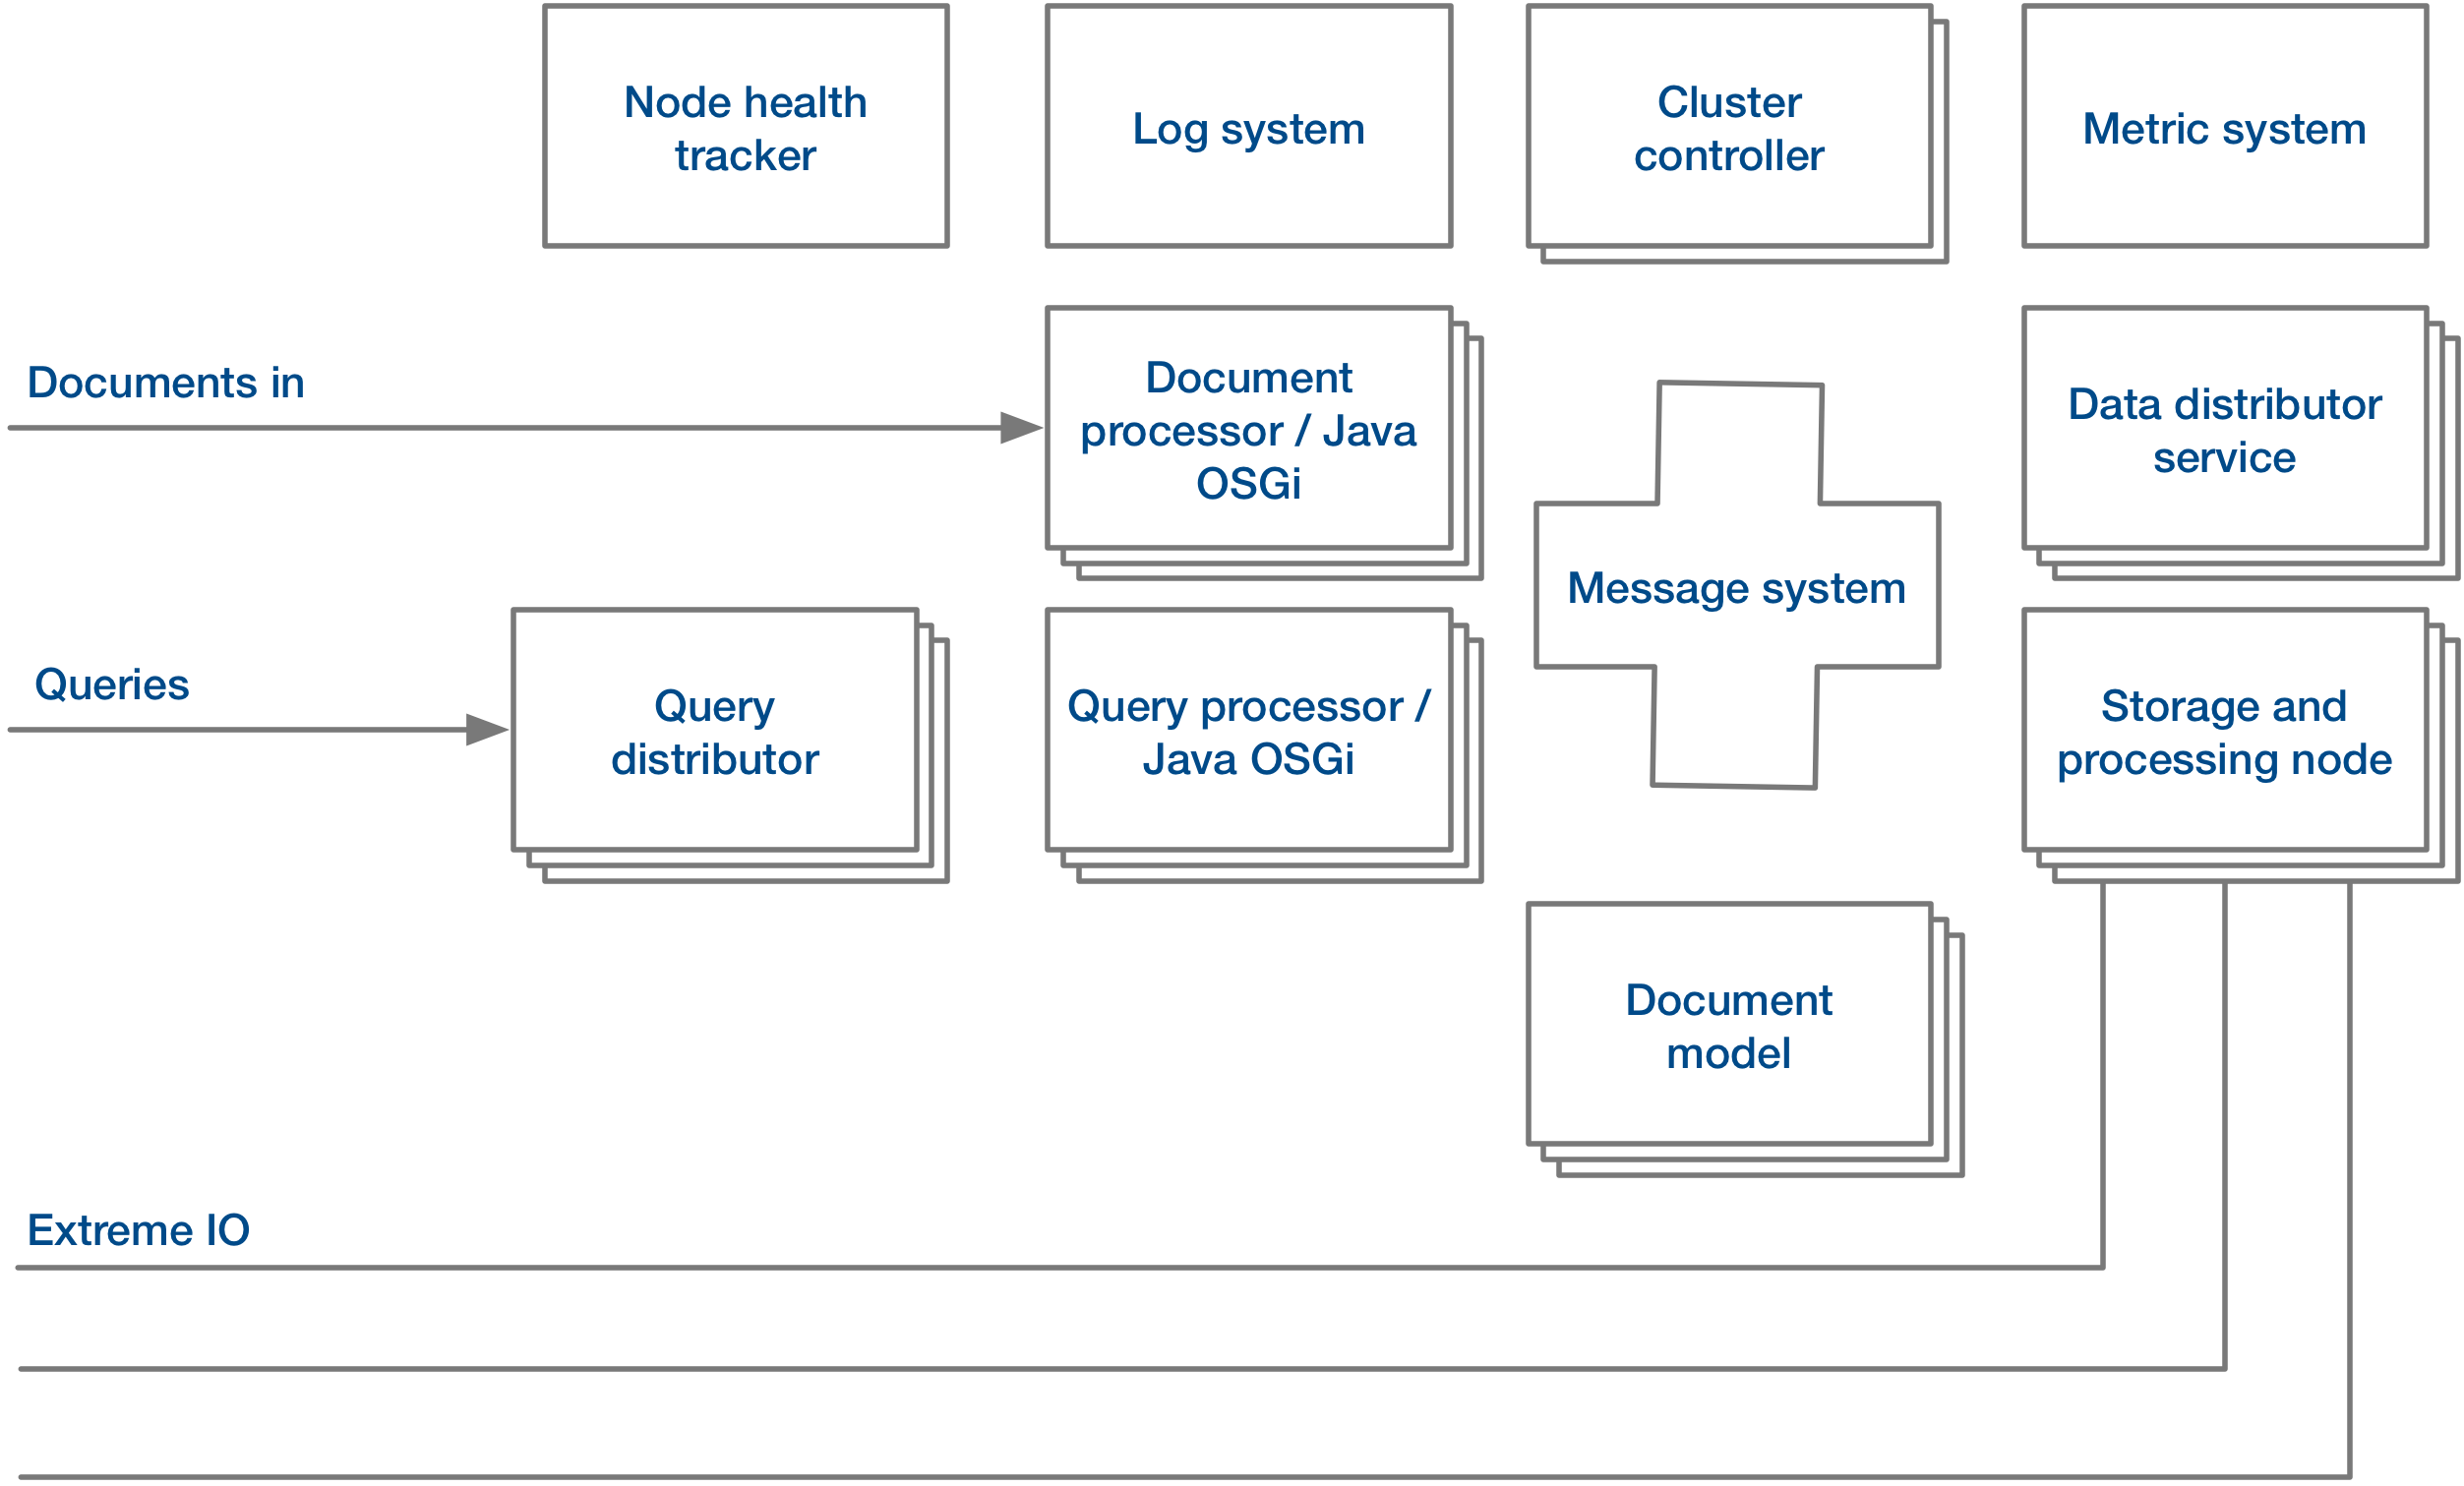 Node health
tracker
Log system
Cluster
controller
Metric system
Documents in
Document
processor / Java
OSGi
Data distributor
service
Message system
Queries
Query
distributor
Query processor /
Java OSGi
Storage and
processing node
Document
model
Extreme IO